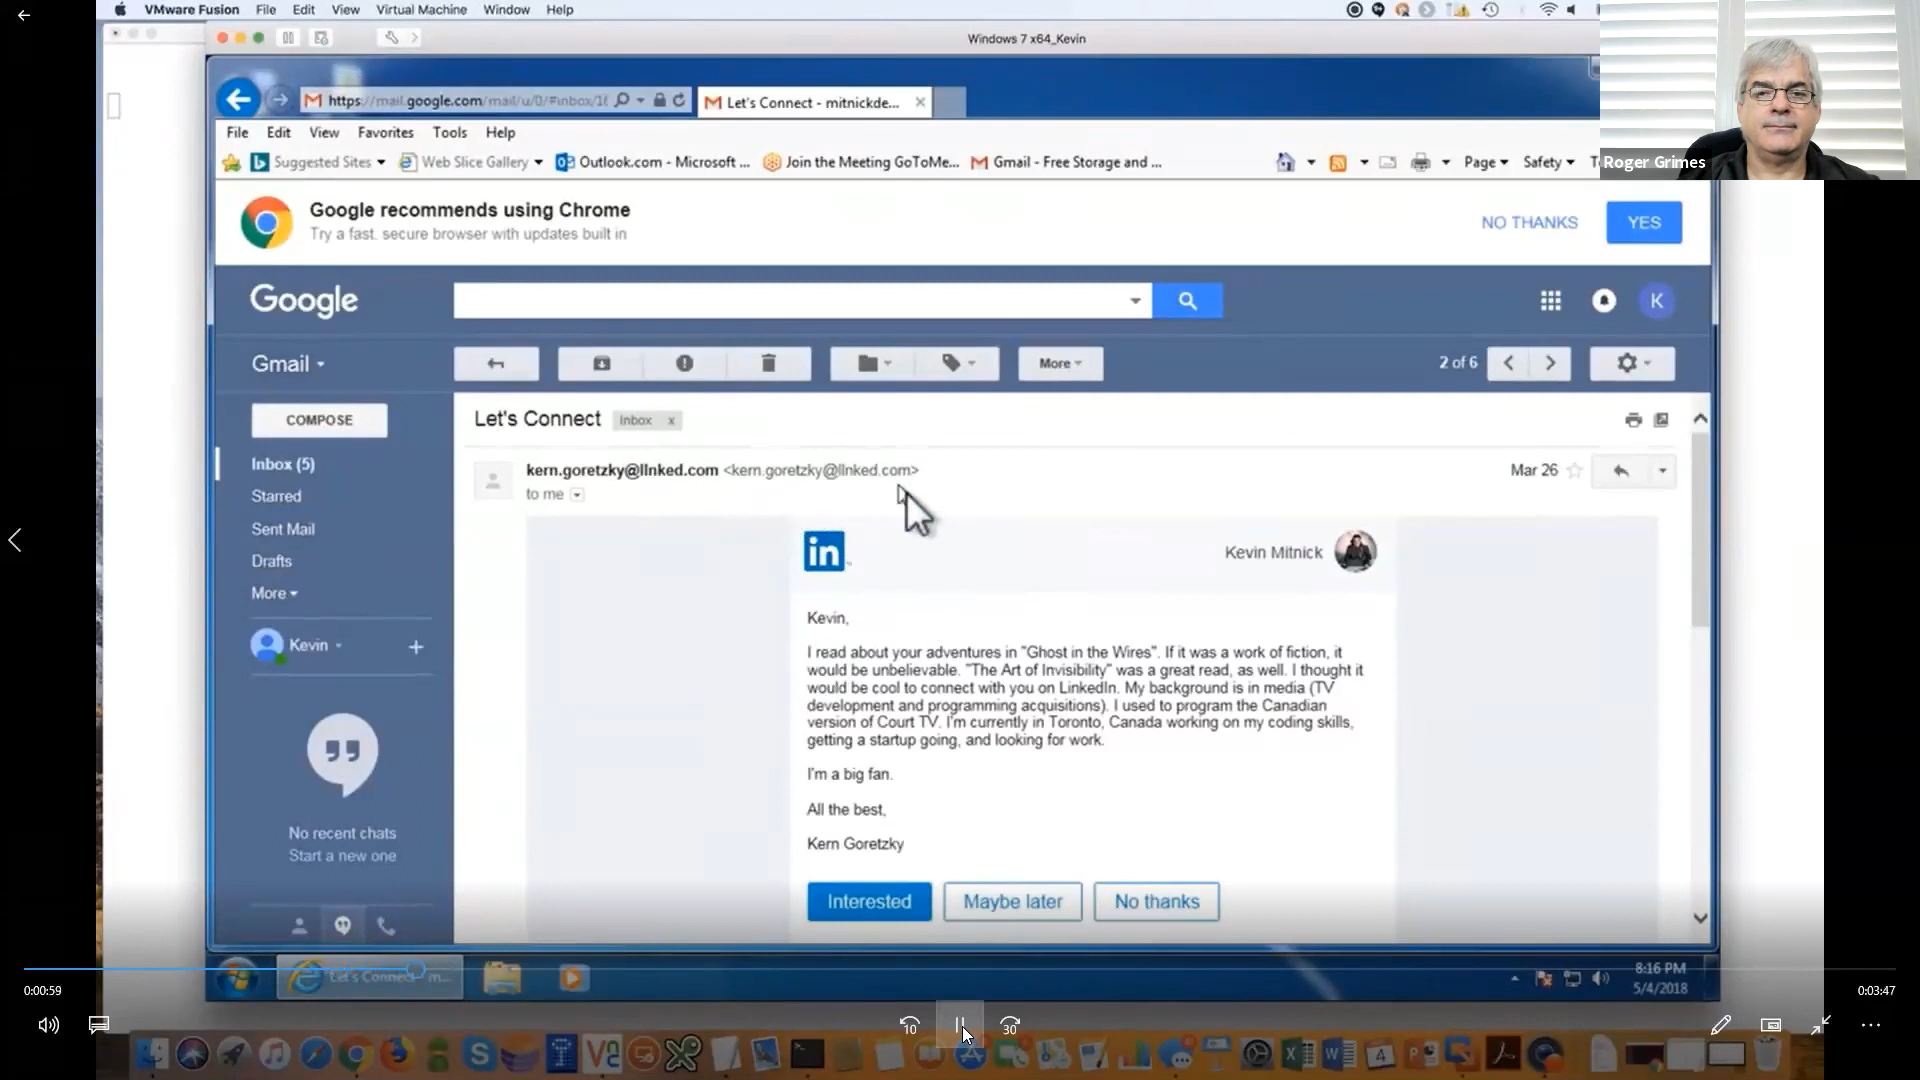 VMware Fusion File Edit View Virtual Machine Window Help
Windows 7 x64_Kevin
https://mail.google.com/mail/u/0/#inbox/16
Let's Connect - mitnickde...
File Edit View Favorites Tools Help
Suggested Sites Web Slice Gallery Outlook.com - Microsoft ... Join the Meeting GoToMe... Gmail - Free Storage and ... Page Safety
Roger Grimes
Google recommends using Chrome
Try a fast, secure browser with updates built in
NO THANKS YES
Google
K
Gmail
More
2 of 6
COMPOSE
Let's Connect Inbox x
Inbox (5)
kern.goretzky@llnked.com <kern.goretzky@llnked.com>
Mar 26
to me
Starred
Sent Mail
Drafts
More
Kevin
No recent chats
Start a new one
in
Kevin Mitnick
Kevin,
I read about your adventures in "Ghost in the Wires". If it was a work of fiction, it
would be unbelievable. "The Art of Invisibility" was a great read, as well. I thought it
would be cool to connect with you on LinkedIn. My background is in media (TV
development and programming acquisitions). I used to program the Canadian
version of Court TV. I'm currently in Toronto, Canada working on my coding skills,
getting a startup going, and looking for work.
I'm a big fan.
All the best,
Kern Goretzky
Interested Maybe later No thanks
Let's Connect - m...
8:16 PM
5/4/2018
0:00:59
0:03:47
10
30